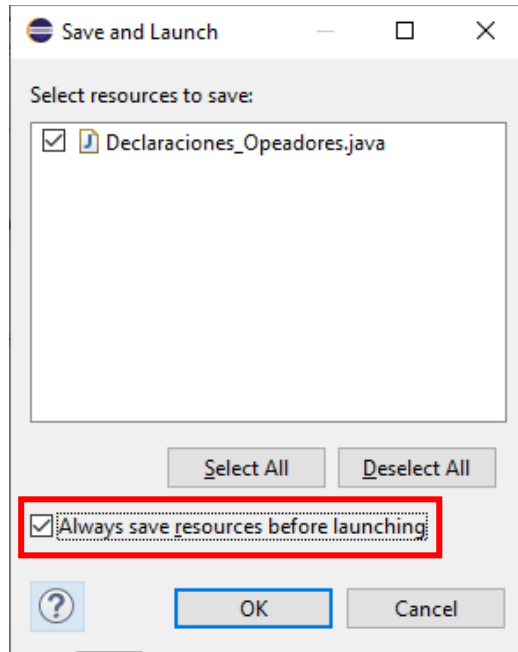 Save and Launch
Select resources to save:
Declaraciones_Opeadores.java
Select All Deselect All
Always save resources before launching
? OK Cancel